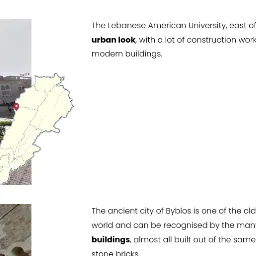 The Lebanese American University, east of
urban look, with a lot of construction work
modern buildings.
The ancient city of Byblos is one of the old
world and can be recognised by the man
buildings, almost all built out of the same
stone bricks